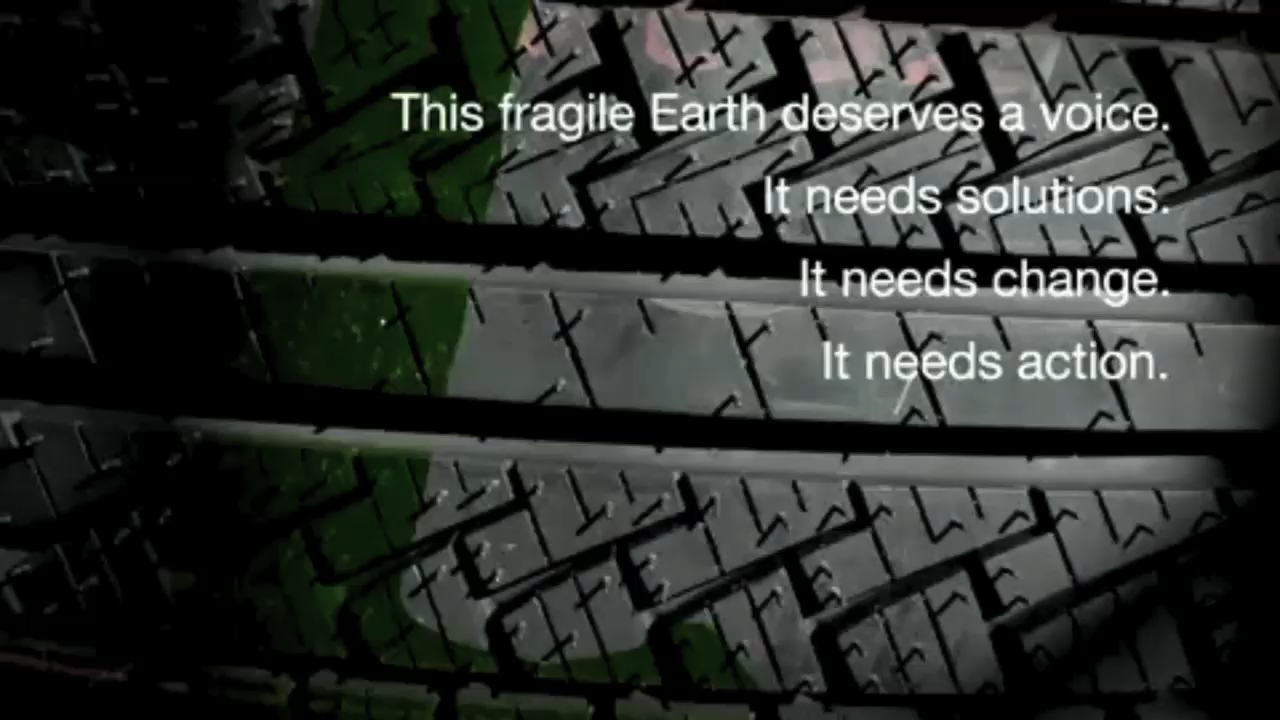 This fragile Earth deserves a voice.
It needs solutions.
It needs change.
It needs action.